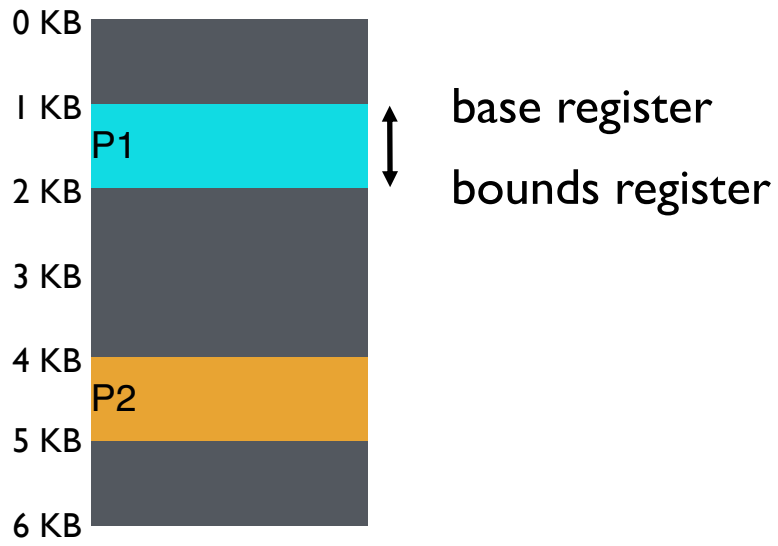 0 KB
1 KB
base register
P1
2 KB
bounds register
3 KB
4 KB
P2
5 KB
6 KB